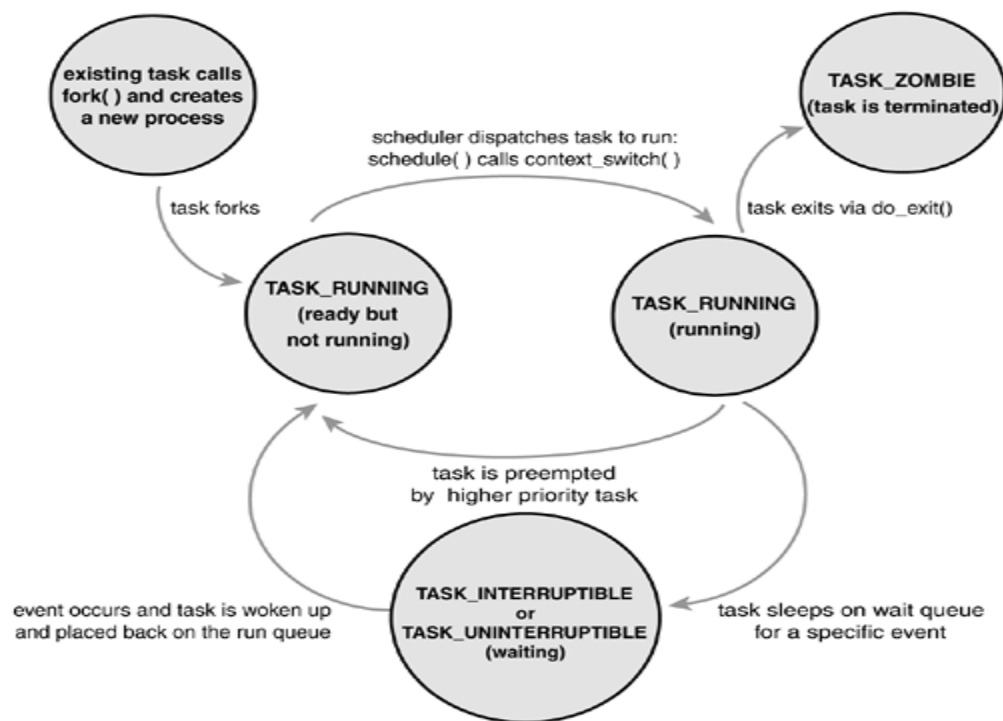 existing task calls
fork( ) and creates
a new process
TASK_ZOMBIE
(task is terminated)
scheduler dispatches task to run:
schedule( ) calls context_switch( )
task forks
task exits via do_exit()
TASK_RUNNING
(ready but
not running)
TASK_RUNNING
(running)
task is preempted
by higher priority task
event occurs and task is woken up
and placed back on the run queue
TASK_INTERRUPTIBLE
or
TASK_UNINTERRUPTIBLE
(waiting)
task sleeps on wait queue
for a specific event